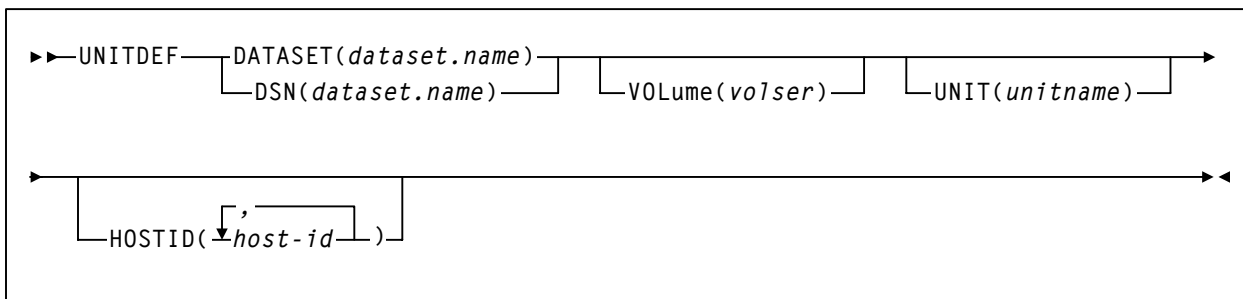 UNITDEF DATASET(dataset.name)
DSN(dataset.name) VOLume(volser) UNIT(unitname)
,
HOSTID( host-id )